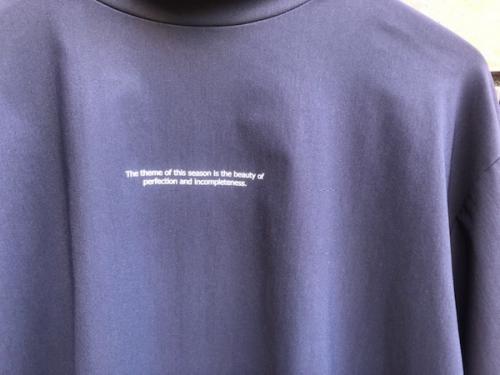 The theme of this season is the beauty of
perfection and incompleteness.